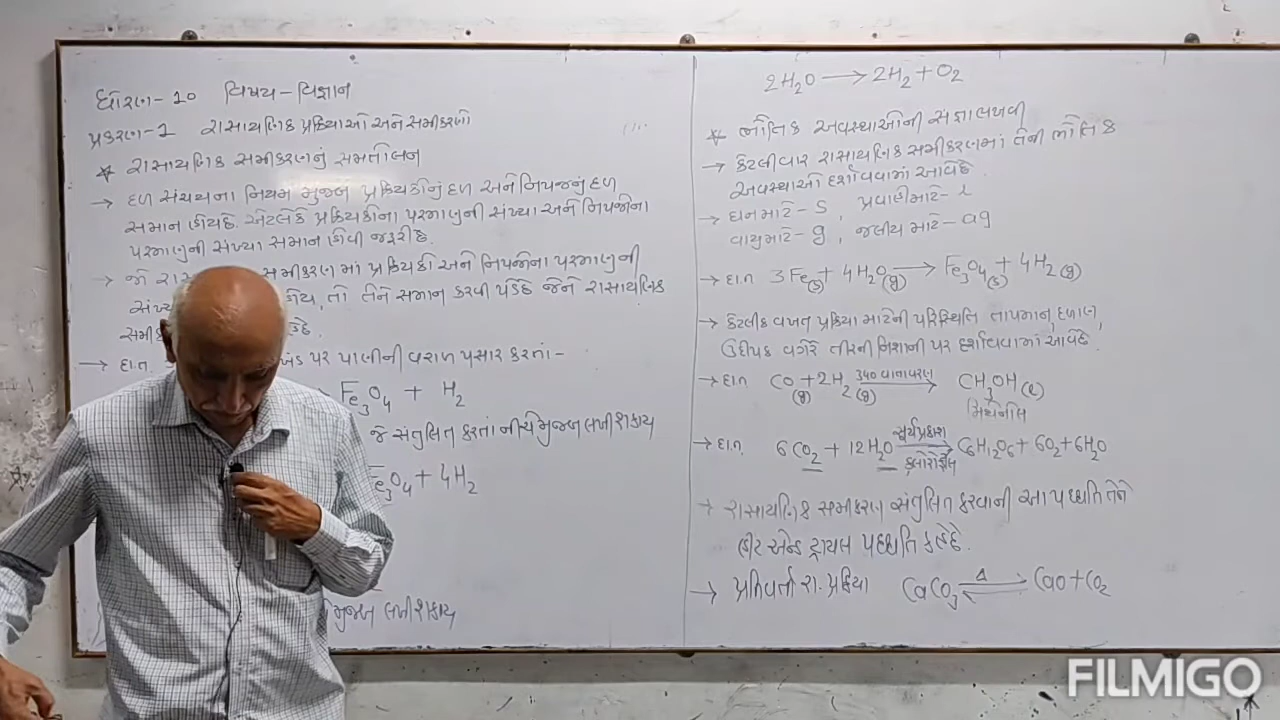 ધોરણ-10 વિષય-વિજ્ઞાન
પ્રકરણ-1 રાસાયણિક પ્રક્રિયાઓ અને સમીકરણો
* રાસાયણિક સમીકરણનું સમતોલન
→ દળ સંચયના નિયમ મુજબ પ્રક્રિયકોનું દળ અને નિપજનું દળ
સમાન હોય છે. એટલે કે પ્રક્રિયકોના પરમાણુની સંખ્યા અને નિપજોના
પરમાણુની સંખ્યા સમાન હોવી જરૂરી છે.
→ જો સમીકરણમાં પ્રક્રિયકો અને નિપજોના પરમાણુની
હોય, તો તેને સમાન કરવી પડે છે જેને રાસાયણિક
→ દા.ત. પર પાણીની વરાળ પસાર કરતાં-
Fe₃O₄ + H₂
જે સંતુલિત કરતાં નીચે મુજબ લખી શકાય
Fe₃O₄ + 4H₂
મુજબ લખી શકાય
2H₂O → 2H₂ + O₂
* ભૌતિક અવસ્થાઓની સંજ્ઞા લખવી
→ કેટલીવાર રાસાયણિક સમીકરણમાં તેની ભૌતિક
અવસ્થાઓ દર્શાવવામાં આવે છે.
→ ઘન માટે- S, પ્રવાહી માટે- l
વાયુ માટે- g, જલીય માટે- aq
→ દા.ત 3Fe(s) + 4H₂O(g) → Fe₃O₄(s) + 4H₂(g)
→ કેટલીક વખત પ્રક્રિયા માટેની પરિસ્થિતિ તાપમાન, દબાણ,
ઉદીપક વગેરે તીરની નિશાની પર દર્શાવવામાં આવે છે.
→ દા.ત CO(g) + 2H₂(g) 340 વાતાવરણ → CH₃OH(l)
મિથેનોલ
→ દા.ત. 6CO₂ + 12H₂O સૂર્યપ્રકાશ → ક્લોરોફીલ C₆H₁₂O₆ + 6O₂ + 6H₂O
→ રાસાયણિક સમીકરણ સંતુલિત કરવાની આ પધ્ધતિ તેને
હીટ એન્ડ ટ્રાયલ પધ્ધતિ કહે છે.
→ પ્રતિવર્તી રા. પ્રક્રિયા CaCO₃ ⇌ Δ CaO + CO₂
FILMIGO